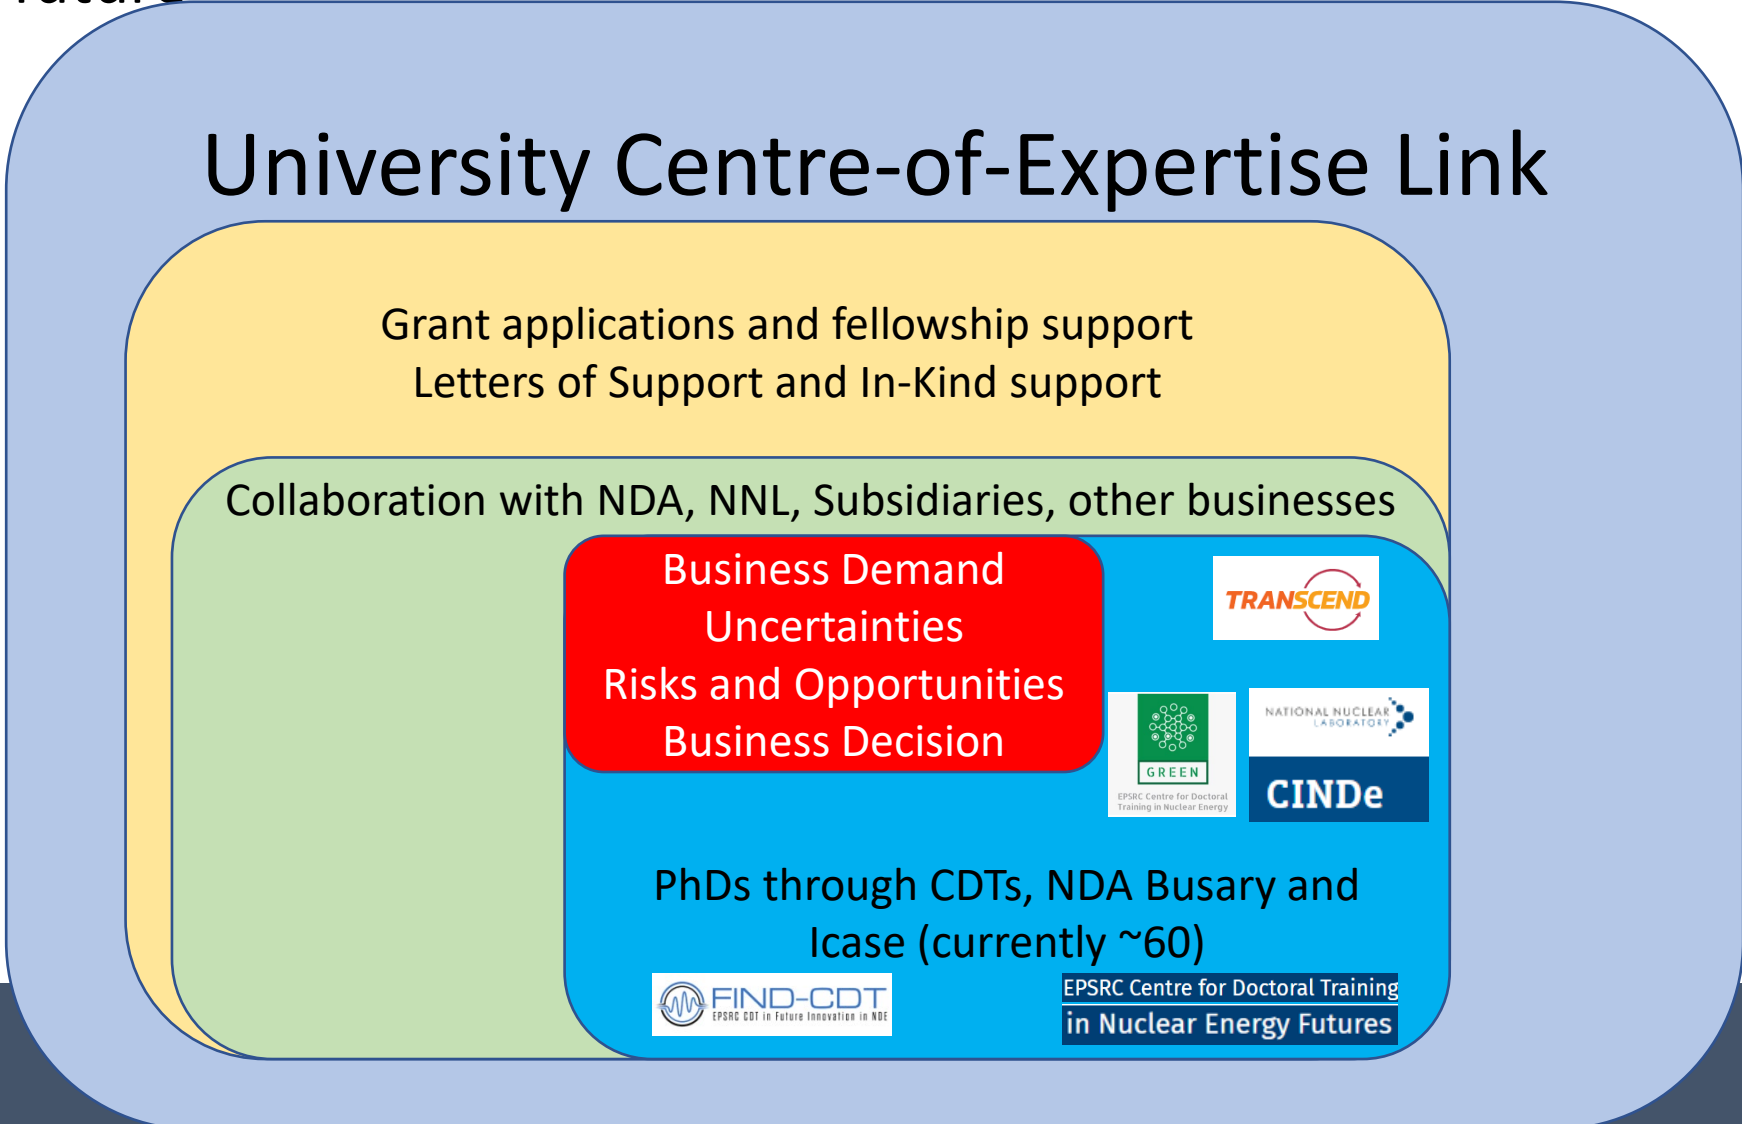 University Centre-of-Expertise Link
Grant applications and fellowship support
Letters of Support and In-Kind support
Collaboration with NDA, NNL, Subsidiaries, other businesses
Business Demand
Uncertainties
Risks and Opportunities
Business Decision
TRANSCEND
GREEN
EPSRC Centre for Doctoral
Training in Nuclear Energy
NATIONAL NUCLEAR
LABORATORY
CINDe
PhDs through CDTs, NDA Busary and
Icase (currently ~60)
FIND-CDT
EPSRC CDT in Future Innovation in NDE
EPSRC Centre for Doctoral Training
in Nuclear Energy Futures